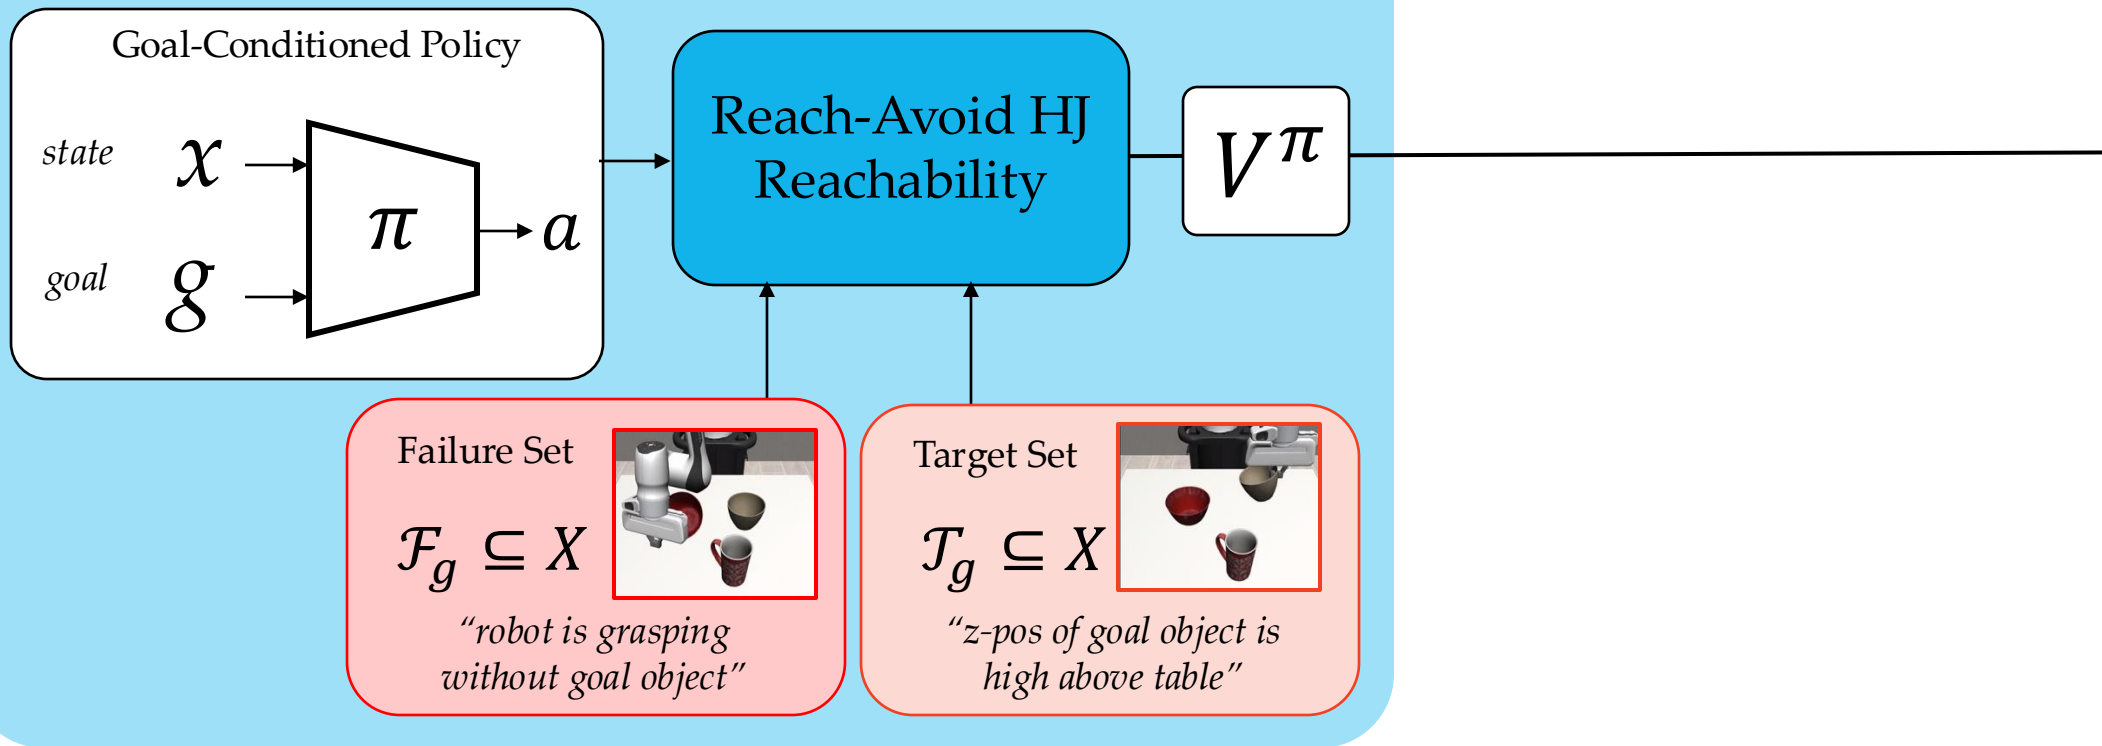 Goal-Conditioned Policy
state x
π
a
goal g
Reach-Avoid HJ
Reachability
V^π
Failure Set
ℱ_g ⊆ X
“robot is grasping
without goal object”
Target Set
𝒯_g ⊆ X
“z-pos of goal object is
high above table”